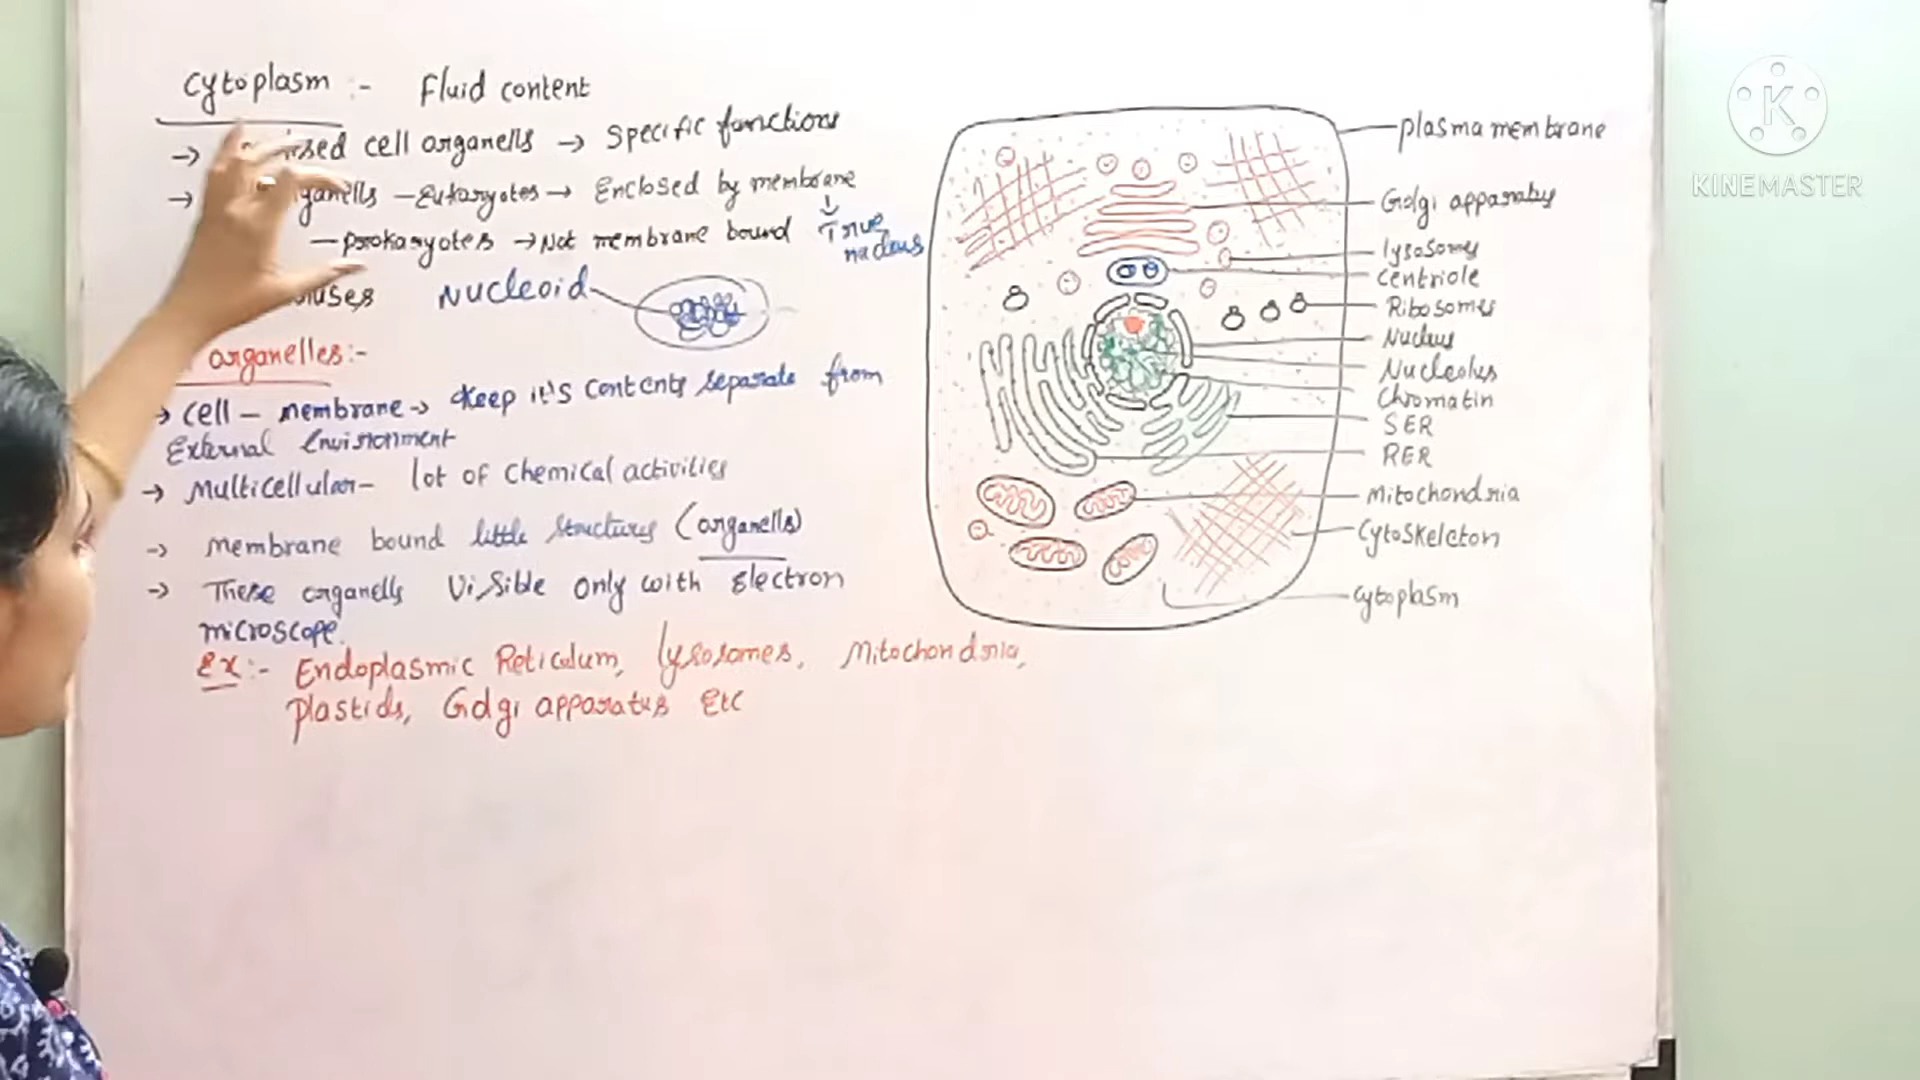 Cytoplasm :- Fluid content
→ cell organells → Specific functions
→ - Eukaryotes → Enclosed by membrane
↓
True
nucleus
- prokaryotes → Not membrane bound
Nucleoid
organelles :-
→ Cell - membrane → Keep it's contents separate from
External Environment
→ Multicellular - lot of chemical activities
→ Membrane bound little structures (organells)
→ These organells Visible only with Electron
microscope.
Ex :- Endoplasmic Reticulum, lysosomes, Mitochondria,
plastids, Golgi apparatus Etc
plasma membrane
Golgi apparatus
lysosoms
Centriole
Ribosomes
Nucleus
Nucleolus
Chromatin
SER
RER
Mitochondria
Cytoskeleton
Cytoplasm
K
KINEMASTER